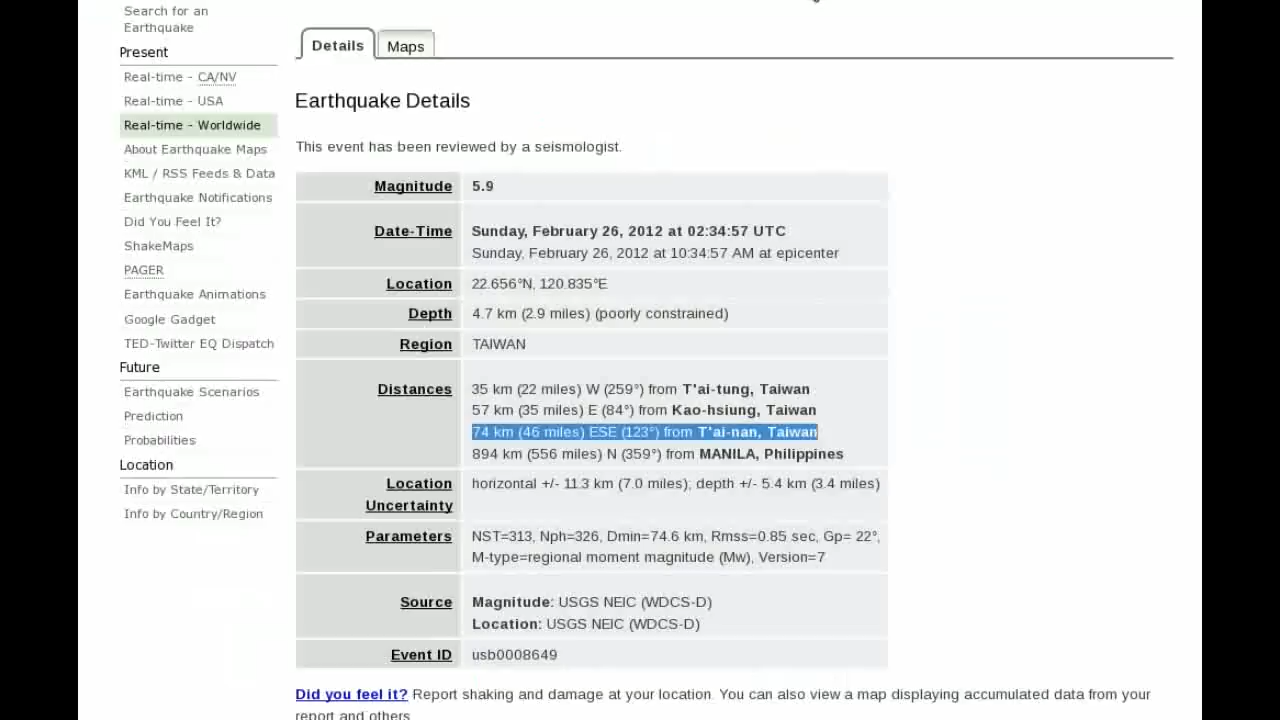 Search for an
Earthquake
Present
Real-time - CA/NV
Real-time - USA
Real-time - Worldwide
About Earthquake Maps
KML / RSS Feeds & Data
Earthquake Notifications
Did You Feel It?
ShakeMaps
PAGER
Earthquake Animations
Google Gadget
TED-Twitter EQ Dispatch
Future
Earthquake Scenarios
Prediction
Probabilities
Location
Info by State/Territory
Info by Country/Region
Details Maps
Earthquake Details
This event has been reviewed by a seismologist.
Magnitude 5.9
Date-Time Sunday, February 26, 2012 at 02:34:57 UTC
Sunday, February 26, 2012 at 10:34:57 AM at epicenter
Location 22.656°N, 120.835°E
Depth 4.7 km (2.9 miles) (poorly constrained)
Region TAIWAN
Distances 35 km (22 miles) W (259°) from T'ai-tung, Taiwan
57 km (35 miles) E (84°) from Kao-hsiung, Taiwan
74 km (46 miles) ESE (123°) from T'ai-nan, Taiwan
894 km (556 miles) N (359°) from MANILA, Philippines
Location Uncertainty horizontal +/- 11.3 km (7.0 miles); depth +/- 5.4 km (3.4 miles)
Parameters NST=313, Nph=326, Dmin=74.6 km, Rmss=0.85 sec, Gp= 22°,
M-type=regional moment magnitude (Mw), Version=7
Source Magnitude: USGS NEIC (WDCS-D)
Location: USGS NEIC (WDCS-D)
Event ID usb0008649
Did you feel it? Report shaking and damage at your location. You can also view a map displaying accumulated data from your
report and others.